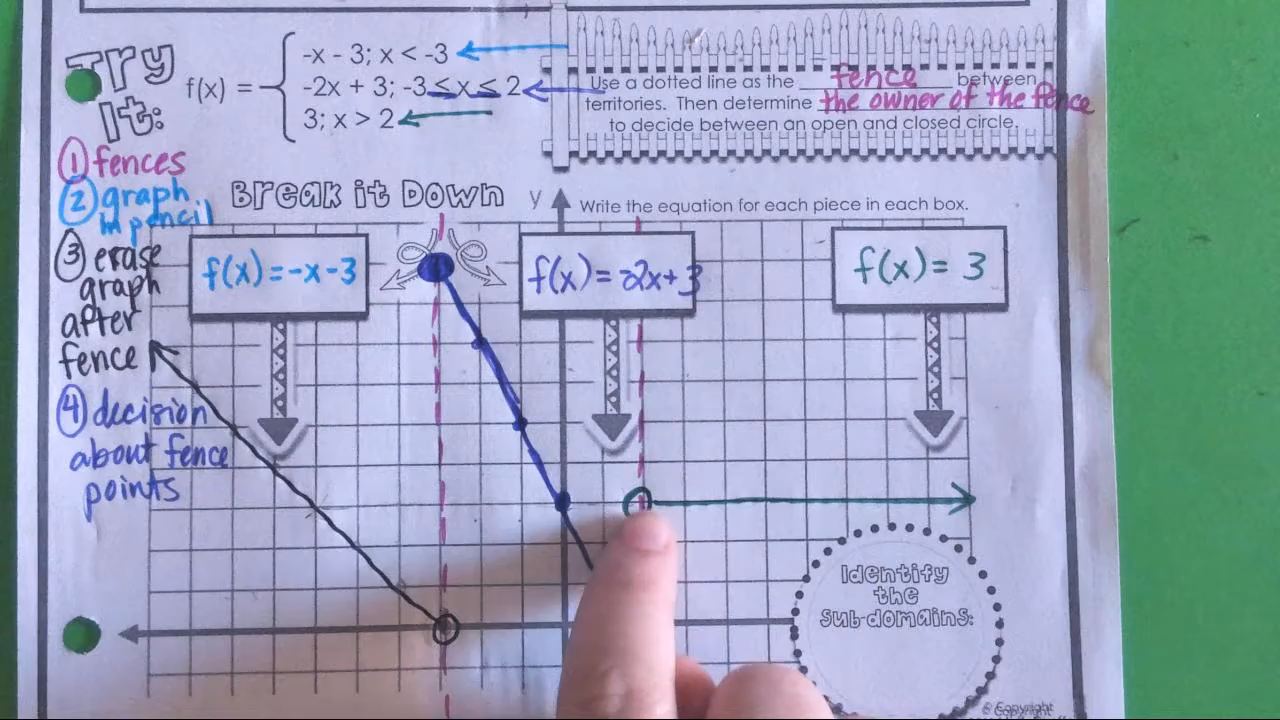 Try It:
f(x) =
-x - 3; x < -3
-2x + 3; -3 ≤ x ≤ 2
3; x > 2
Use a dotted line as the fence between
territories. Then determine the owner of the fence
to decide between an open and closed circle.
① fences
② graph
in pencil
③ erase
graph
after
fence
④ decision
about fence
points
Break it Down
y
Write the equation for each piece in each box.
f(x) = -x - 3
f(x) = -2x + 3
f(x) = 3
Identify
the
sub-domains:
© Copyright